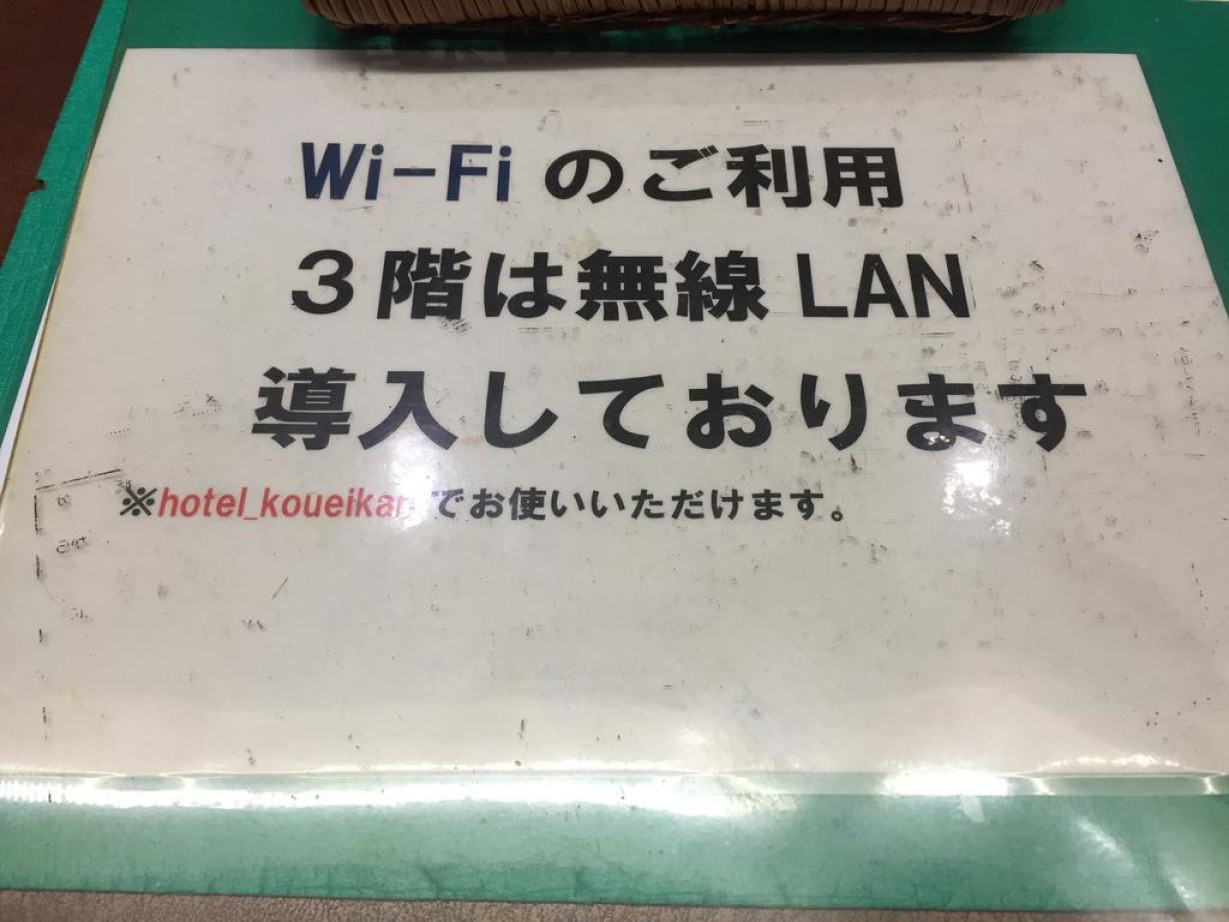 Wi-Fi のご利用
３階は無線 LAN
導入しております
※hotel_koueikan でお使いいただけます。